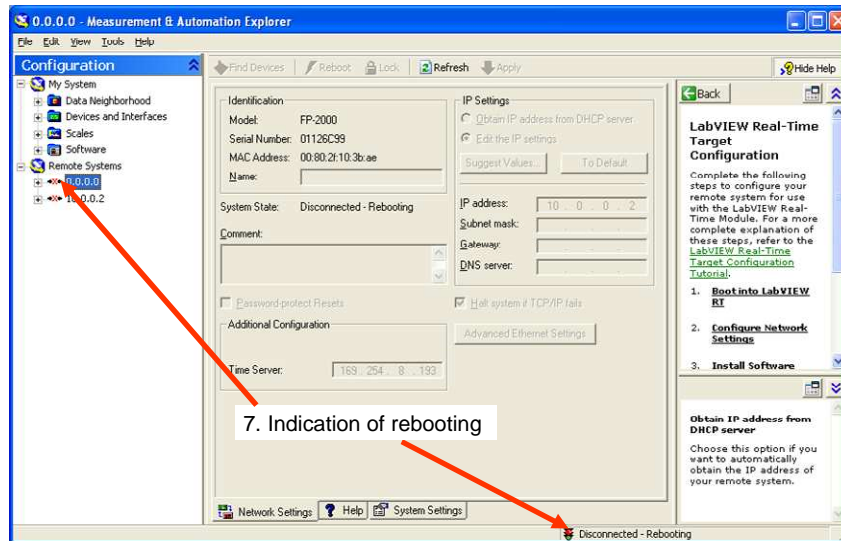 0.0.0.0 - Measurement & Automation Explorer
File Edit View Tools Help
Configuration
Find Devices Reboot Lock Refresh Apply
Hide Help
My System
Data Neighborhood
Devices and Interfaces
Scales
Software
Remote Systems
0.0.0.0
10.0.0.2
Identification
Model: FP-2000
Serial Number: 01126C99
MAC Address: 00:80:2f:10:3b:ae
Name:
System State: Disconnected - Rebooting
Comment:
Password-protect Resets
Additional Configuration
Time Server: 169 . 254 . 8 . 193
IP Settings
Obtain IP address from DHCP server
Edit the IP settings
Suggest Values... To Default
IP address: 10 . 0 . 0 . 2
Subnet mask:
Gateway:
DNS server:
Halt system if TCP/IP fails
Advanced Ethernet Settings
7. Indication of rebooting
Network Settings Help System Settings
Back
LabVIEW Real-Time
Target
Configuration
Complete the following
steps to configure your
remote system for use
with the LabVIEW Real-
Time Module. For a more
complete explanation of
these steps, refer to the
LabVIEW Real-Time
Target Configuration
Tutorial.
1. Boot into LabVIEW
RT
2. Configure Network
Settings
3. Install Software
Obtain IP address from
DHCP server
Choose this option if you
want to automatically
obtain the IP address of
your remote system.
Disconnected - Rebooting